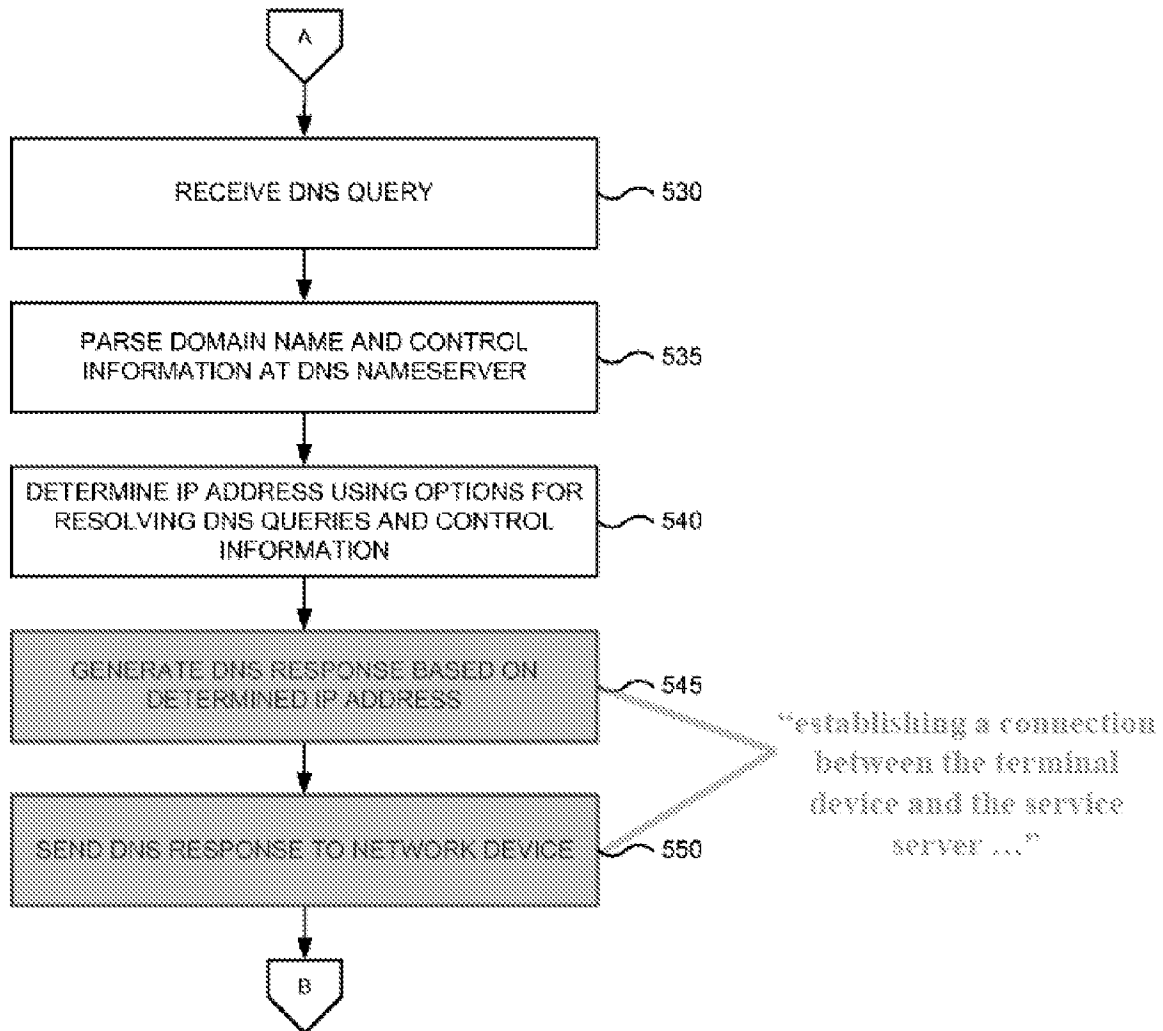 A
RECEIVE DNS QUERY
530
PARSE DOMAIN NAME AND CONTROL
INFORMATION AT DNS NAMESERVER
535
DETERMINE IP ADDRESS USING OPTIONS FOR
RESOLVING DNS QUERIES AND CONTROL
INFORMATION
540
GENERATE DNS RESPONSE BASED ON
DETERMINED IP ADDRESS
545
“establishing a connection
between the terminal
device and the service
server ...”
SEND DNS RESPONSE TO NETWORK DEVICE
550
B